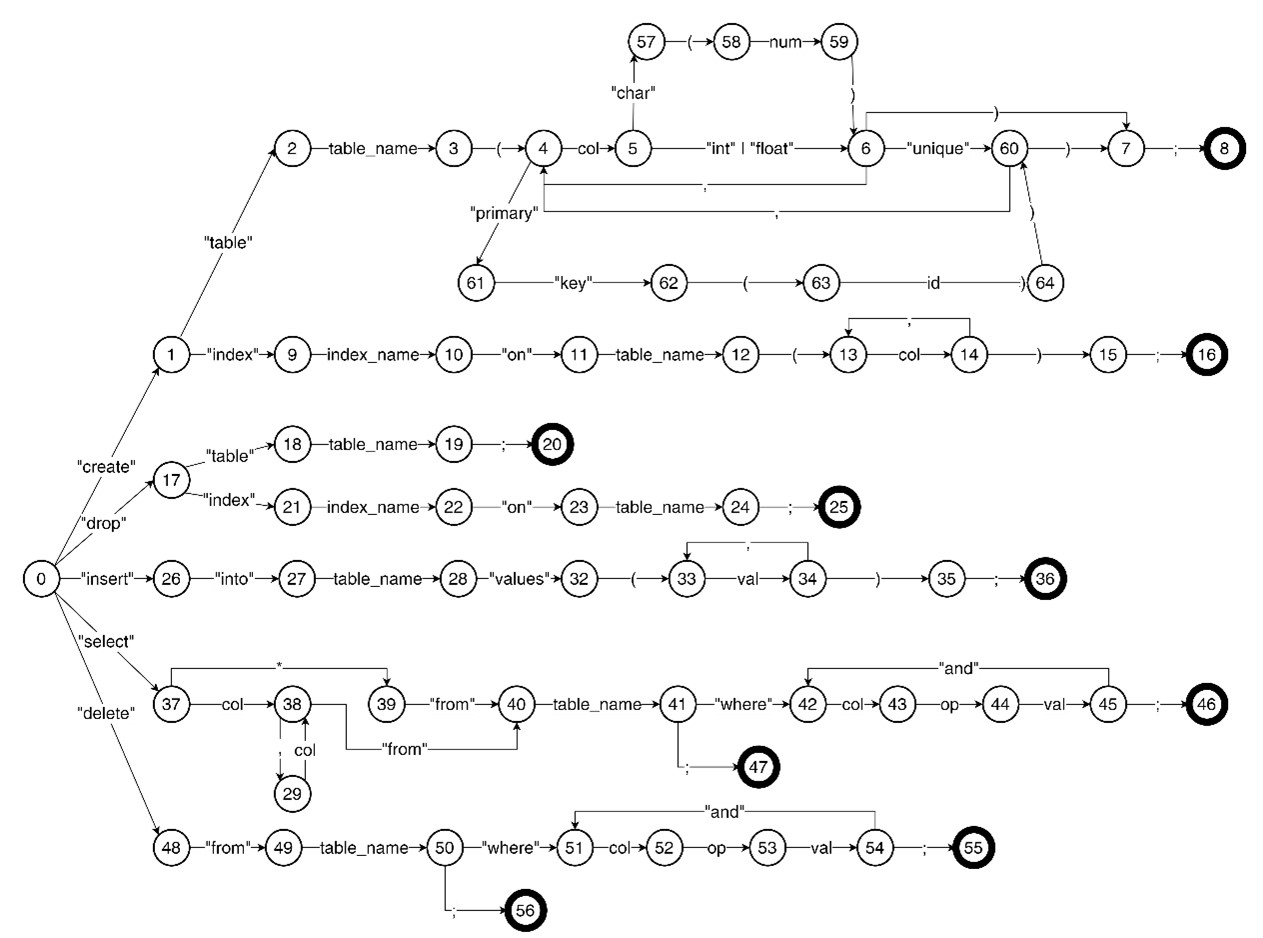 57 ( 58 num 59
"char" )
)
2 table_name 3 ( 4 col 5 "int" | "float" 6 "unique" 60 ) 7 ; 8
,
"primary" , )
"table"
61 "key" 62 ( 63 id ) 64
,
1 "index" 9 index_name 10 "on" 11 table_name 12 ( 13 col 14 ) 15 ; 16
18 table_name 19 ; 20
"table"
"create" 17
"index" 21 index_name 22 "on" 23 table_name 24 ; 25
"drop"
,
0 "insert" 26 "into" 27 table_name 28 "values" 32 ( 33 val 34 ) 35 ; 36
"select"
* "and"
37 col 38 39 "from" 40 table_name 41 "where" 42 col 43 op 44 val 45 ; 46
"delete"
, col "from"
; 47
29
"and"
48 "from" 49 table_name 50 "where" 51 col 52 op 53 val 54 ; 55
; 56